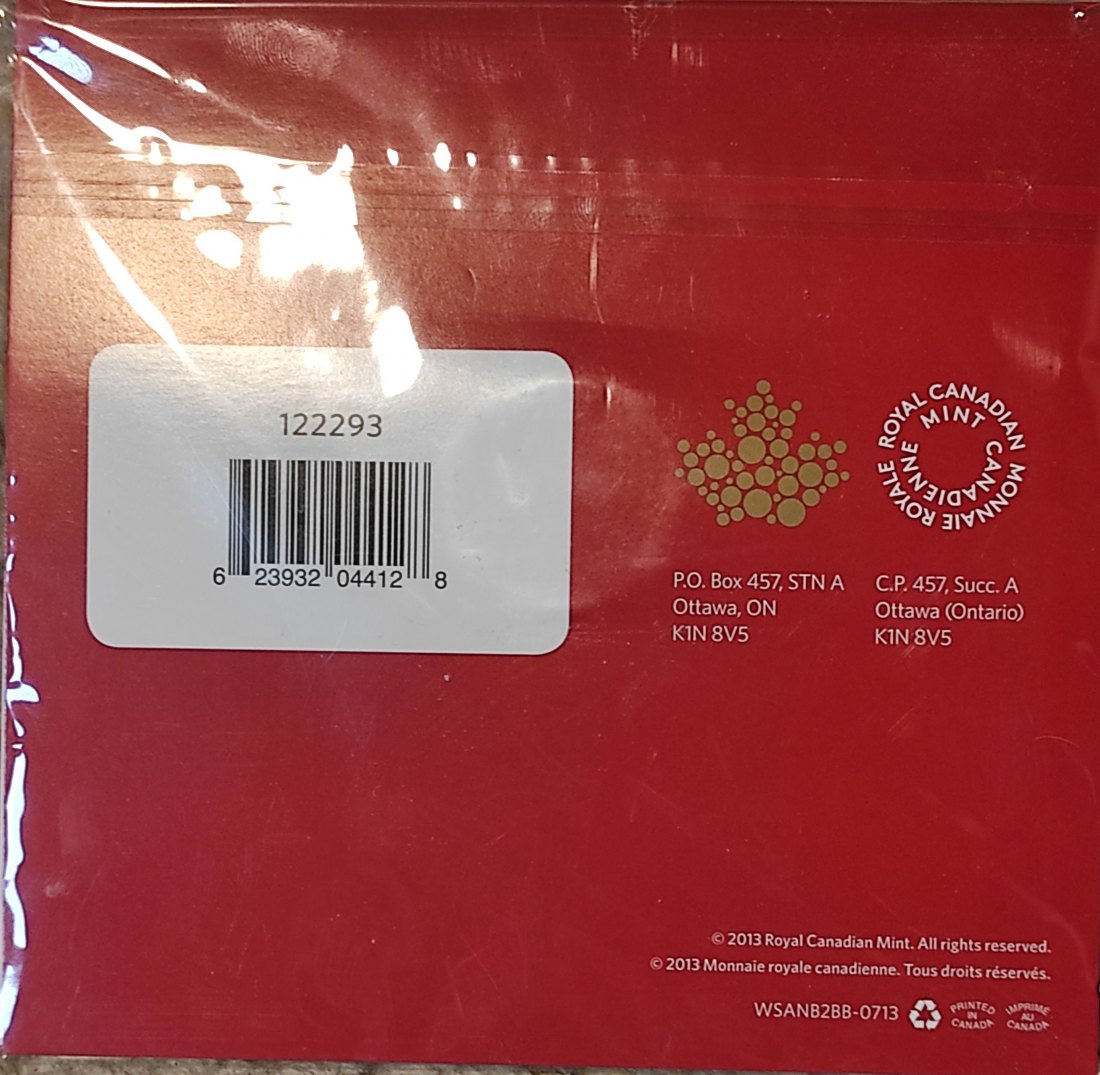 122293
6 23932 04412 8
ROYAL CANADIAN MINT
MONNAIE ROYALE CANADIENNE
P.O. Box 457, STN A
Ottawa, ON
K1N 8V5
C.P. 457, Succ. A
Ottawa (Ontario)
K1N 8V5
© 2013 Royal Canadian Mint. All rights reserved.
© 2013 Monnaie royale canadienne. Tous droits réservés.
WSANB2BB-0713
PRINTED
IN
CANADA
IMPRIMÉ
AU
CANADA